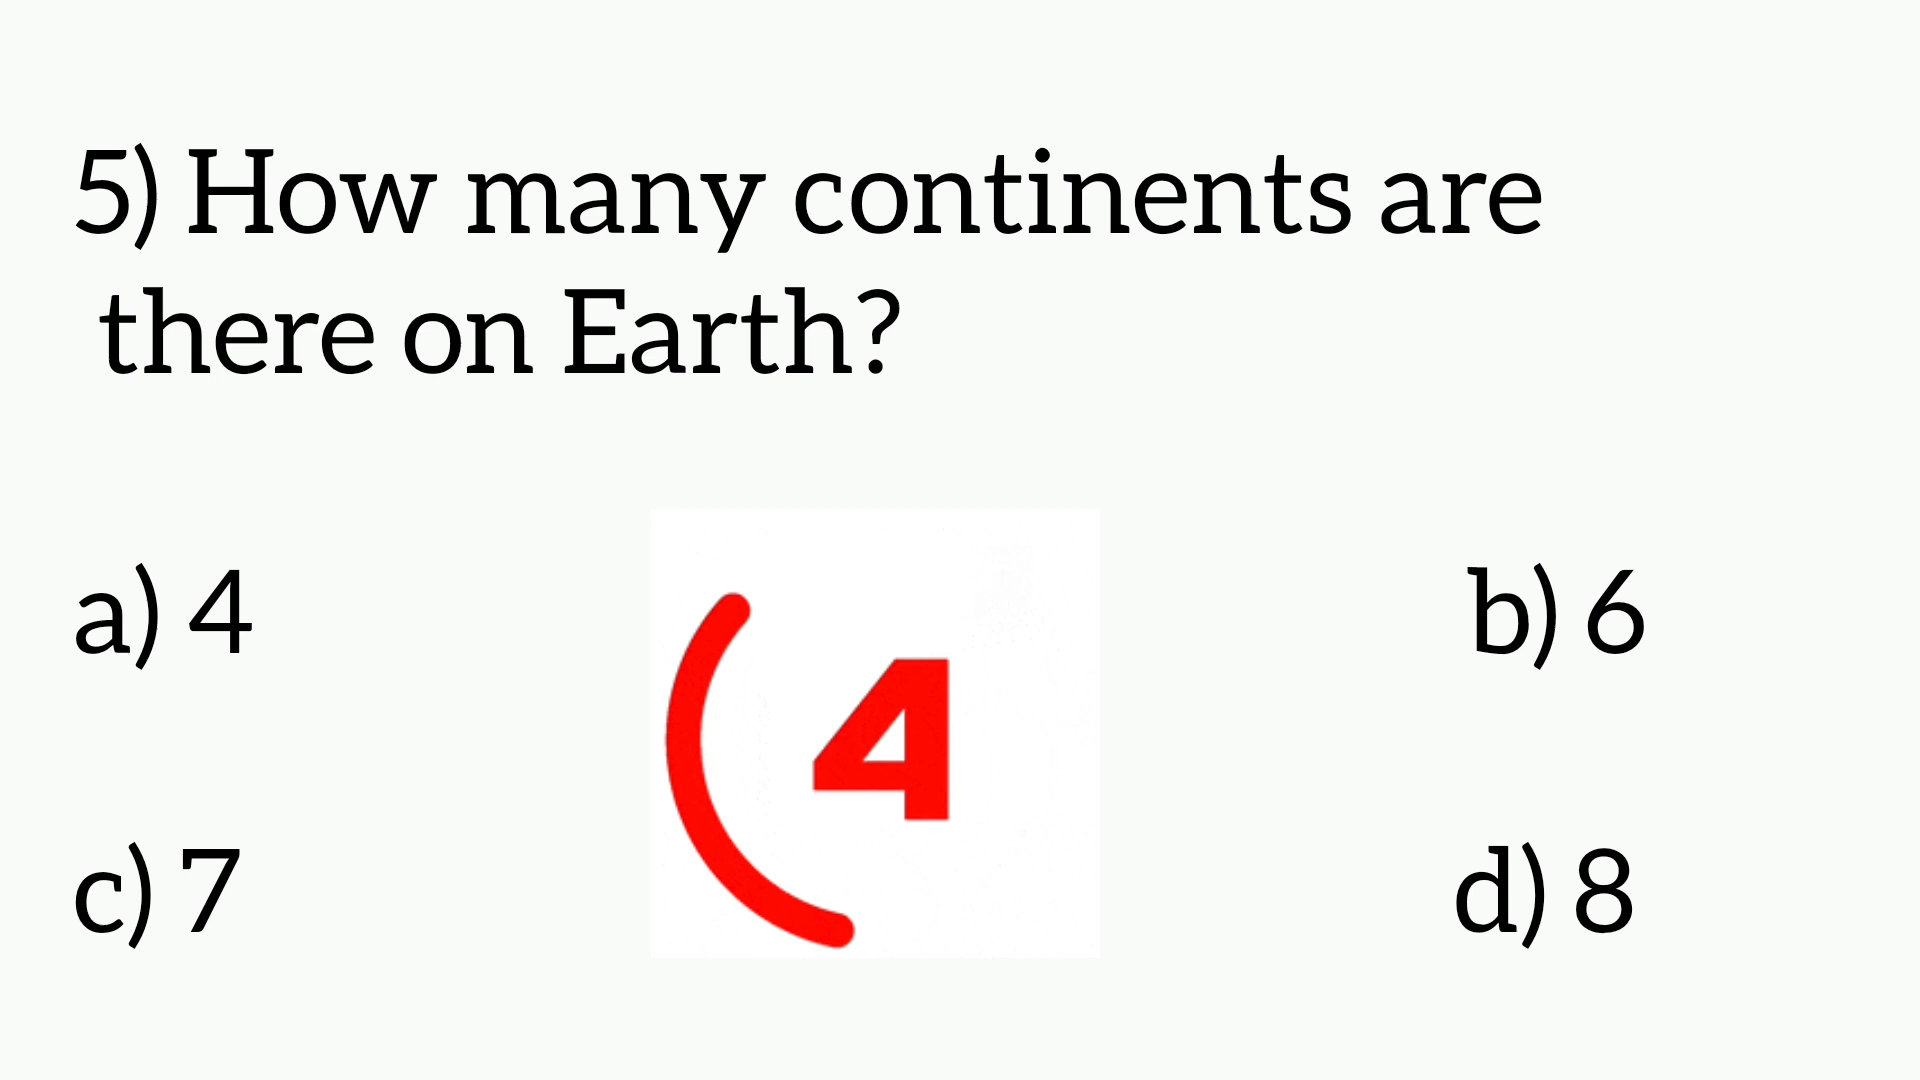 5) How many continents are
there on Earth?
a) 4
b) 6
4
c) 7
d) 8